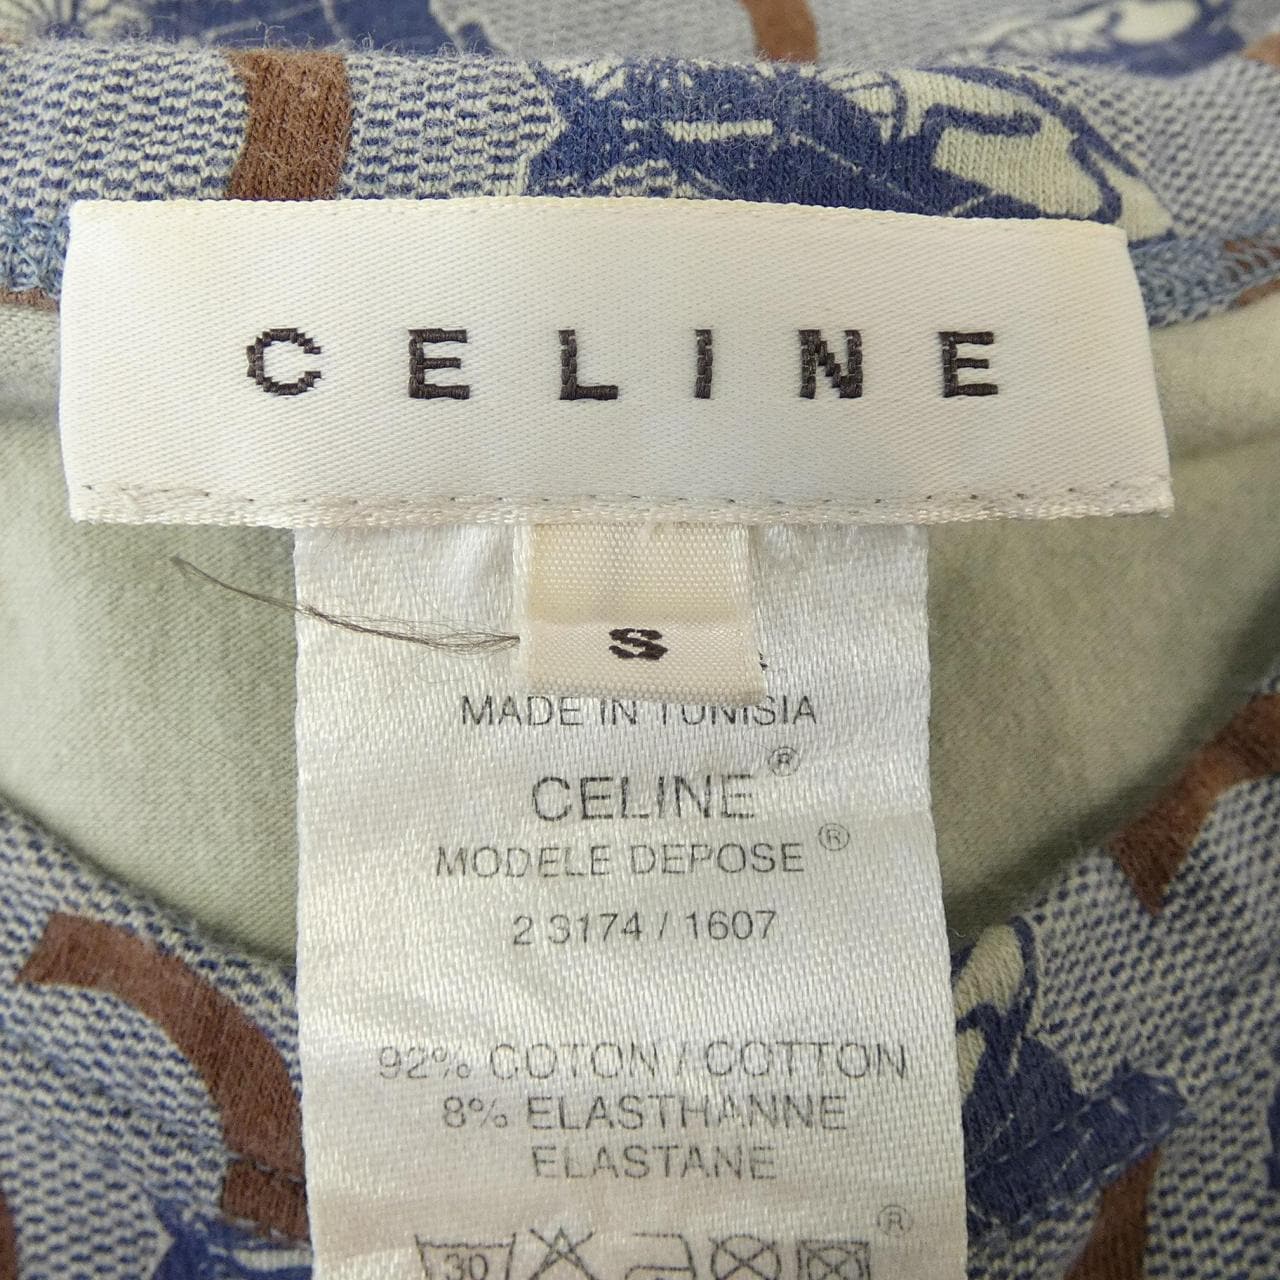 CELINE
S
MADE IN TUNISIA
CELINE®
MODELE DEPOSE®
2 3174 / 1607
92% COTON / COTTON
8% ELASTHANNE
ELASTANE
®
30